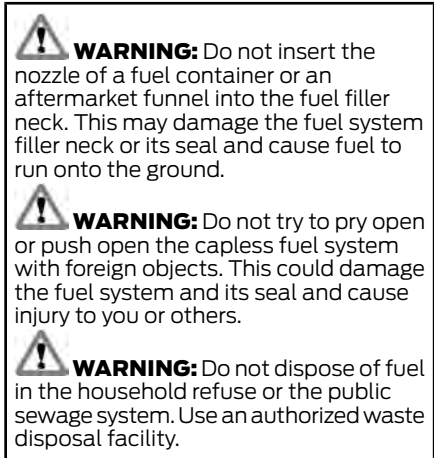 WARNING: Do not insert the
nozzle of a fuel container or an
aftermarket funnel into the fuel filler
neck. This may damage the fuel system
filler neck or its seal and cause fuel to
run onto the ground.
WARNING: Do not try to pry open
or push open the capless fuel system
with foreign objects. This could damage
the fuel system and its seal and cause
injury to you or others.
WARNING: Do not dispose of fuel
in the household refuse or the public
sewage system. Use an authorized waste
disposal facility.